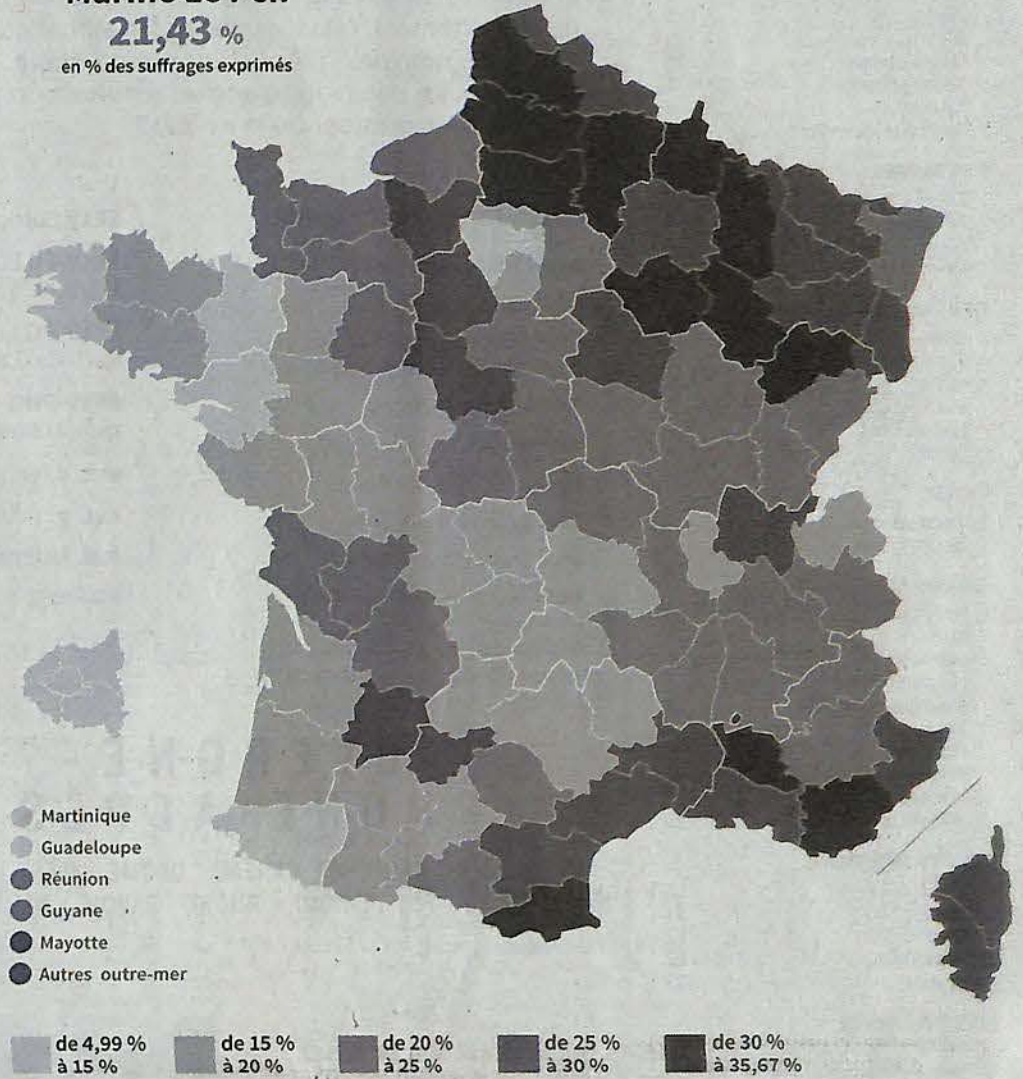 21,43 %
en % des suffrages exprimés
Martinique
Guadeloupe
Réunion
Guyane
Mayotte
Autres outre-mer
de 4,99 %
à 15 %
de 15 %
à 20 %
de 20 %
à 25 %
de 25 %
à 30 %
de 30 %
à 35,67 %